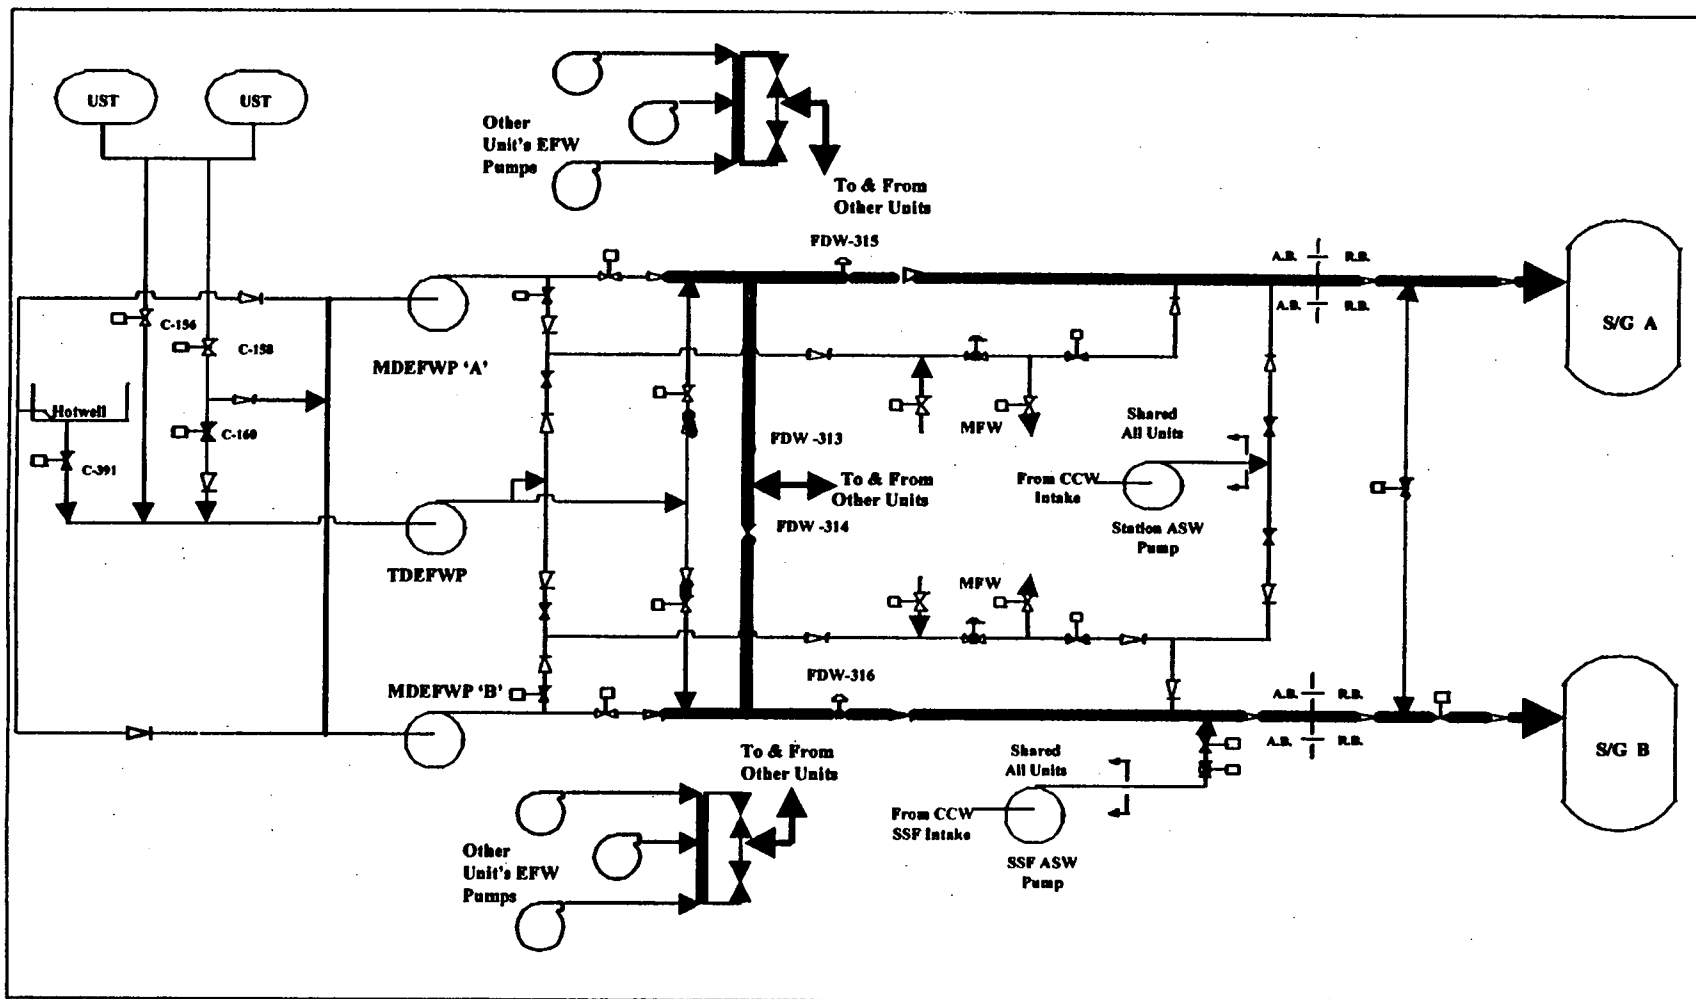 UST
UST
Other
Unit's EFW
Pumps
To & From
Other Units
FDW-315
A.B.
R.B.
A.B.
R.B.
S/G A
C-156
C-158
MDEFWP 'A'
Hotwell
C-160
C-391
FDW -313
MFW
Shared
All Units
To & From
Other Units
From CCW
Intake
FDW -314
Station ASW
Pump
TDEFWP
MFW
MDEFWP 'B'
FDW-316
A.B.
R.B.
A.B.
R.B.
S/G B
To & From
Other Units
Shared
All Units
From CCW
SSF Intake
Other
Unit's EFW
Pumps
SSF ASW
Pump